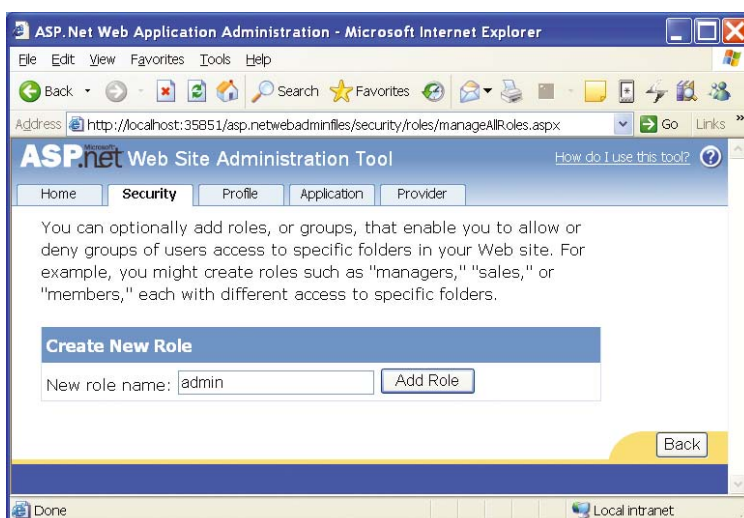 ASP.Net Web Application Administration - Microsoft Internet Explorer
File Edit View Favorites Tools Help
Back Search Favorites
Address http://localhost:35851/asp.netwebadminfiles/security/roles/manageAllRoles.aspx Go Links »
Microsoft
ASP.net Web Site Administration Tool How do I use this tool? ?
Home Security Profile Application Provider
You can optionally add roles, or groups, that enable you to allow or
deny groups of users access to specific folders in your Web site. For
example, you might create roles such as "managers," "sales," or
"members," each with different access to specific folders.
Create New Role
New role name: admin Add Role
Back
Done Local intranet